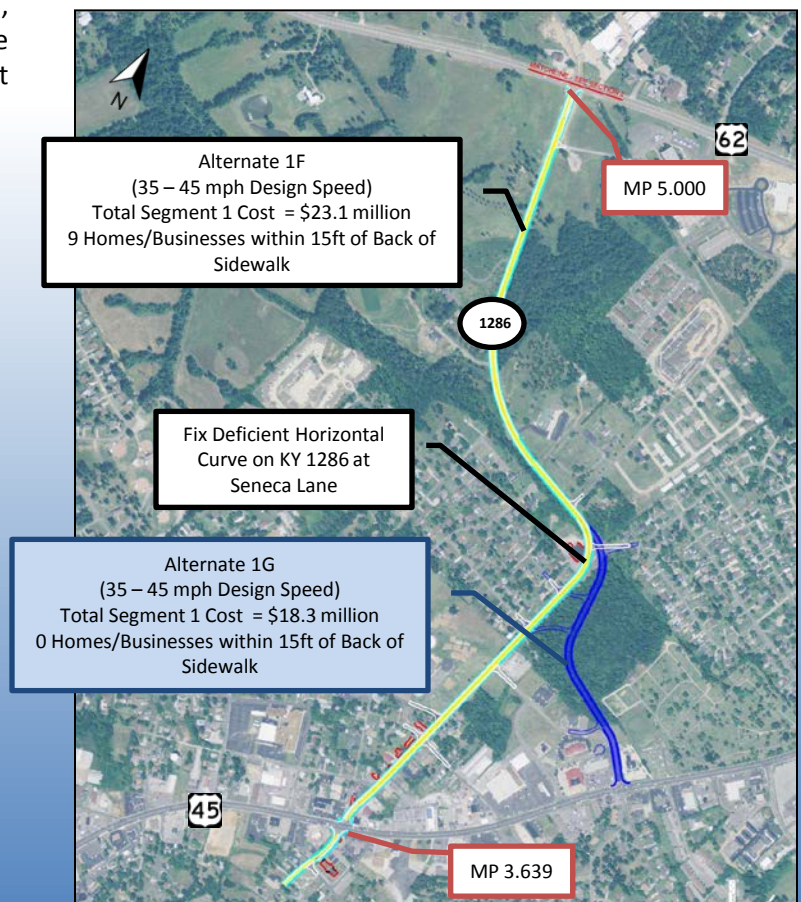 ,
e
t
N
62
MP 5.000
Alternate 1F
(35 – 45 mph Design Speed)
Total Segment 1 Cost = $23.1 million
9 Homes/Businesses within 15ft of Back of
Sidewalk
1286
Fix Deficient Horizontal
Curve on KY 1286 at
Seneca Lane
Alternate 1G
(35 – 45 mph Design Speed)
Total Segment 1 Cost = $18.3 million
0 Homes/Businesses within 15ft of Back of
Sidewalk
45
MP 3.639